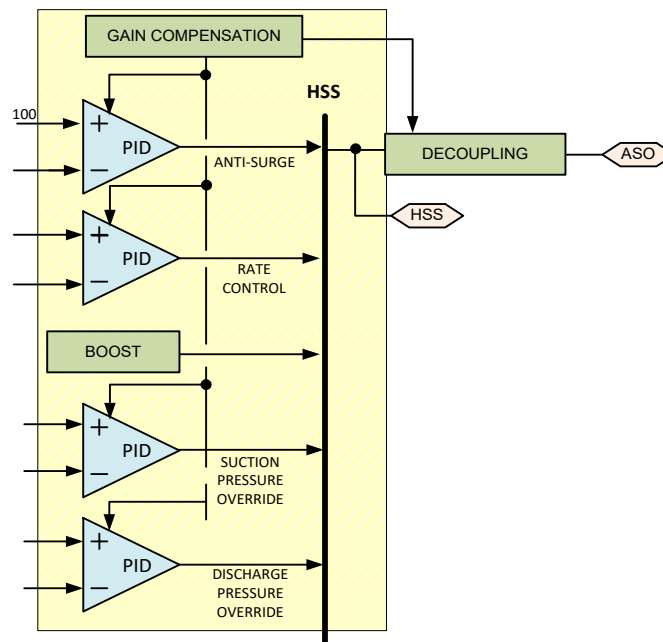 GAIN COMPENSATION
HSS
100
+
PID
−
ANTI-SURGE
DECOUPLING
ASO
HSS
+
PID
−
RATE
CONTROL
BOOST
+
PID
−
SUCTION
PRESSURE
OVERRIDE
+
PID
−
DISCHARGE
PRESSURE
OVERRIDE